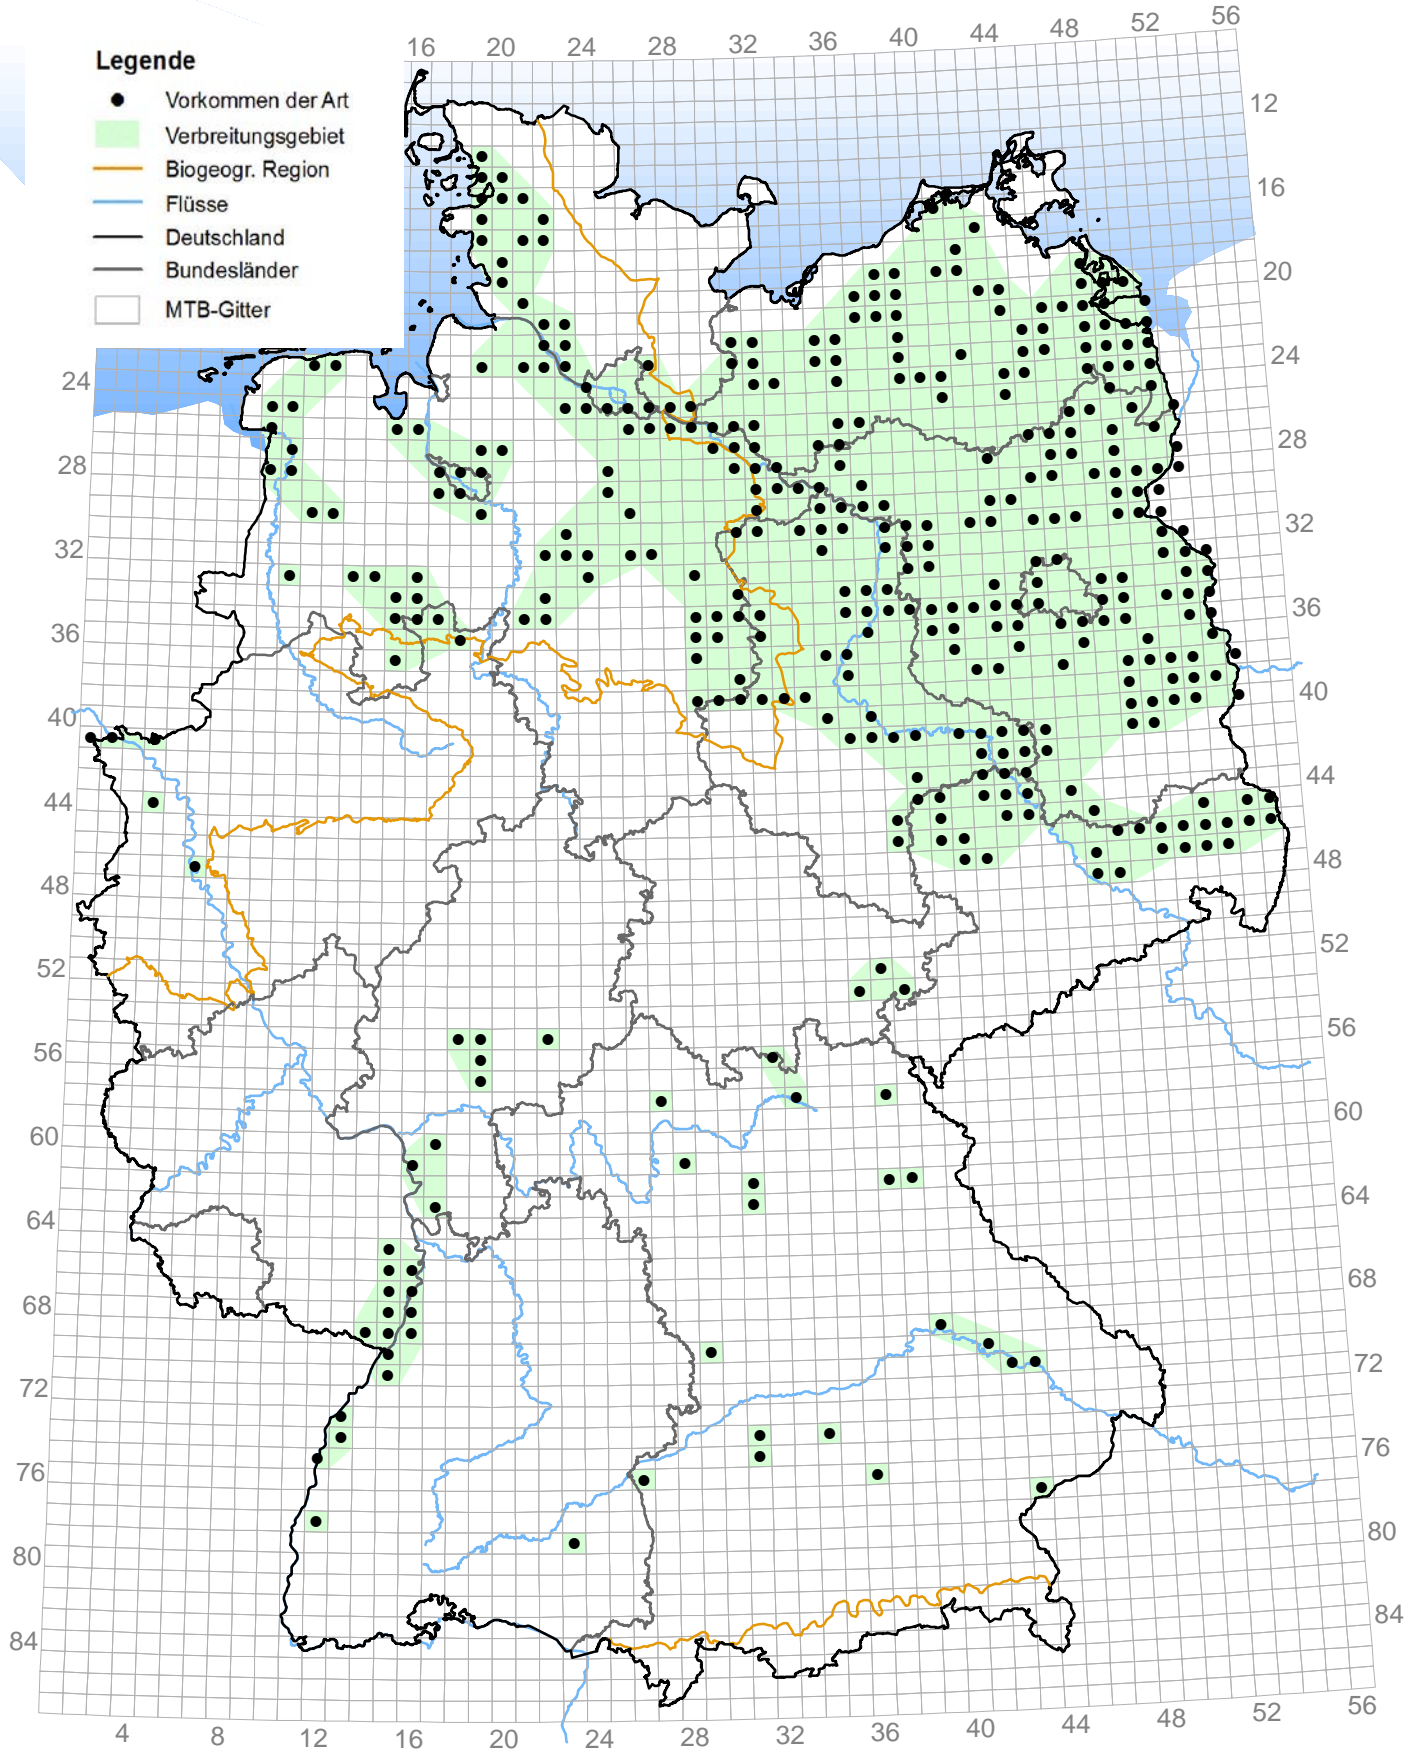 Legende
Vorkommen der Art
Verbreitungsgebiet
Biogeogr. Region
Flüsse
Deutschland
Bundesländer
MTB-Gitter
16 20 24 28 32 36 40 44 48 52 56
12
16
20
24 24
28 28
32 32
36 36
40 40
44 44
48 48
52 52
56 56
60 60
64 64
68 68
72 72
76 76
80 80
84 84
4 8 12 16 20 24 28 32 36 40 44 48 52 56